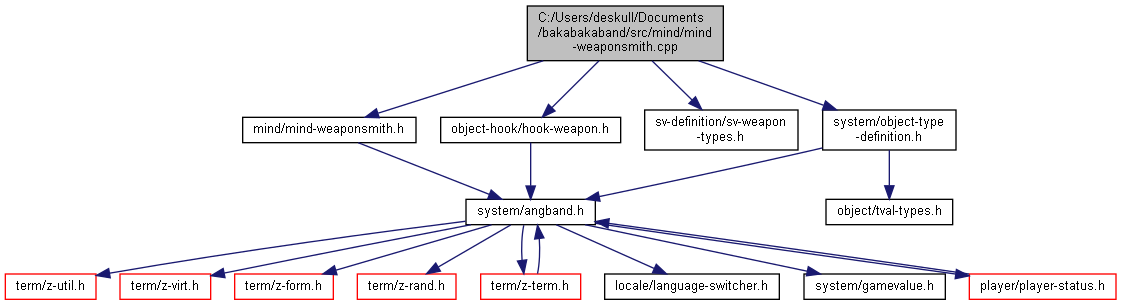 C:/Users/deskull/Documents
/bakabakaband/src/mind/mind
-weaponsmith.cpp
mind/mind-weaponsmith.h
object-hook/hook-weapon.h
sv-definition/sv-weapon
-types.h
system/object-type
-definition.h
system/angband.h
object/tval-types.h
term/z-util.h
term/z-virt.h
term/z-form.h
term/z-rand.h
term/z-term.h
locale/language-switcher.h
system/gamevalue.h
player/player-status.h